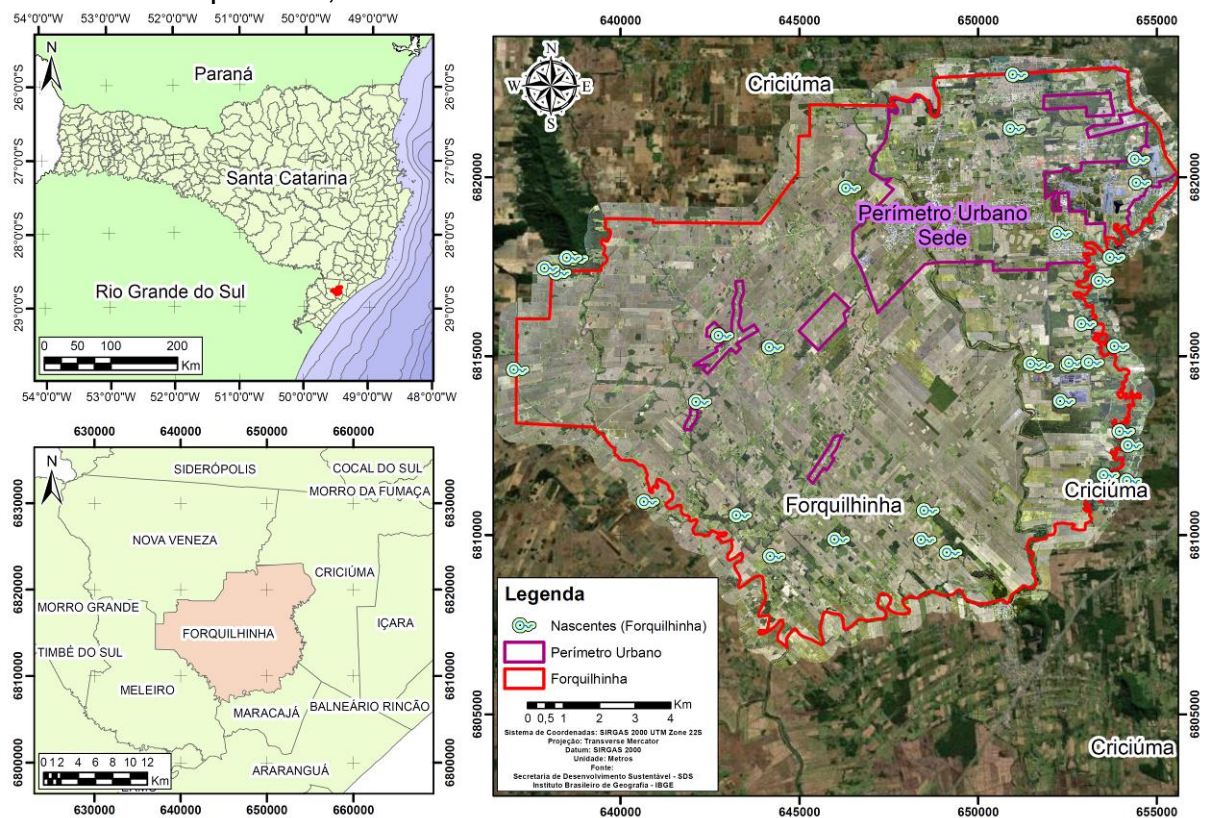 54°0'0"W 53°0'0"W 52°0'0"W 51°0'0"W 50°0'0"W 49°0'0"W
N
Paraná
Santa Catarina
Rio Grande do Sul
26°0'0"S
27°0'0"S
28°0'0"S
29°0'0"S
0 50 100 200
Km
54°0'0"W 53°0'0"W 52°0'0"W 51°0'0"W 50°0'0"W 49°0'0"W 48°0'0"W
630000 640000 650000 660000
N
SIDERÓPOLIS
COCAL DO SUL
MORRO DA FUMAÇA
NOVA VENEZA
CRICIÚMA
MORRO GRANDE
FORQUILHINHA
IÇARA
TIMBÉ DO SUL
MELEIRO
MARACAJÁ
BALNEÁRIO RINCÃO
ARARANGUÁ
6830000
6820000
6810000
6800000
0 1 2 4 6 8 10 12
Km
630000 640000 650000 660000
640000 645000 650000 655000
N
W E
S
Criciúma
Perímetro Urbano
Sede
Forquilhinha
Criciúma
Criciúma
6820000
6815000
6810000
6805000
6820000
6815000
6810000
6805000
Legenda
Nascentes (Forquilhinha)
Perímetro Urbano
Forquilhinha
0 0,5 1 2 3 4
Km
Sistema de Coordenadas: SIRGAS 2000 UTM Zone 22S
Projeção: Transverse Mercator
Datum: SIRGAS 2000
Unidade: Metros
Fonte:
Secretaria de Desenvolvimento Sustentável - SDS
Instituto Brasileiro de Geografia - IBGE
640000 645000 650000 655000